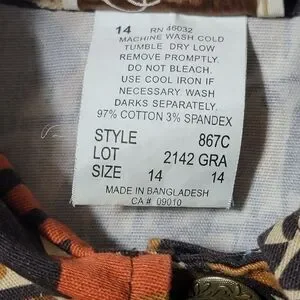 14 RN 46032
MACHINE WASH COLD
TUMBLE DRY LOW
REMOVE PROMPTLY.
DO NOT BLEACH.
USE COOL IRON IF
NECESSARY WASH
DARKS SEPARATELY.
97% COTTON 3% SPANDEX
STYLE 867C
LOT 2142 GRA
SIZE 14 14
MADE IN BANGLADESH
CA # 09010